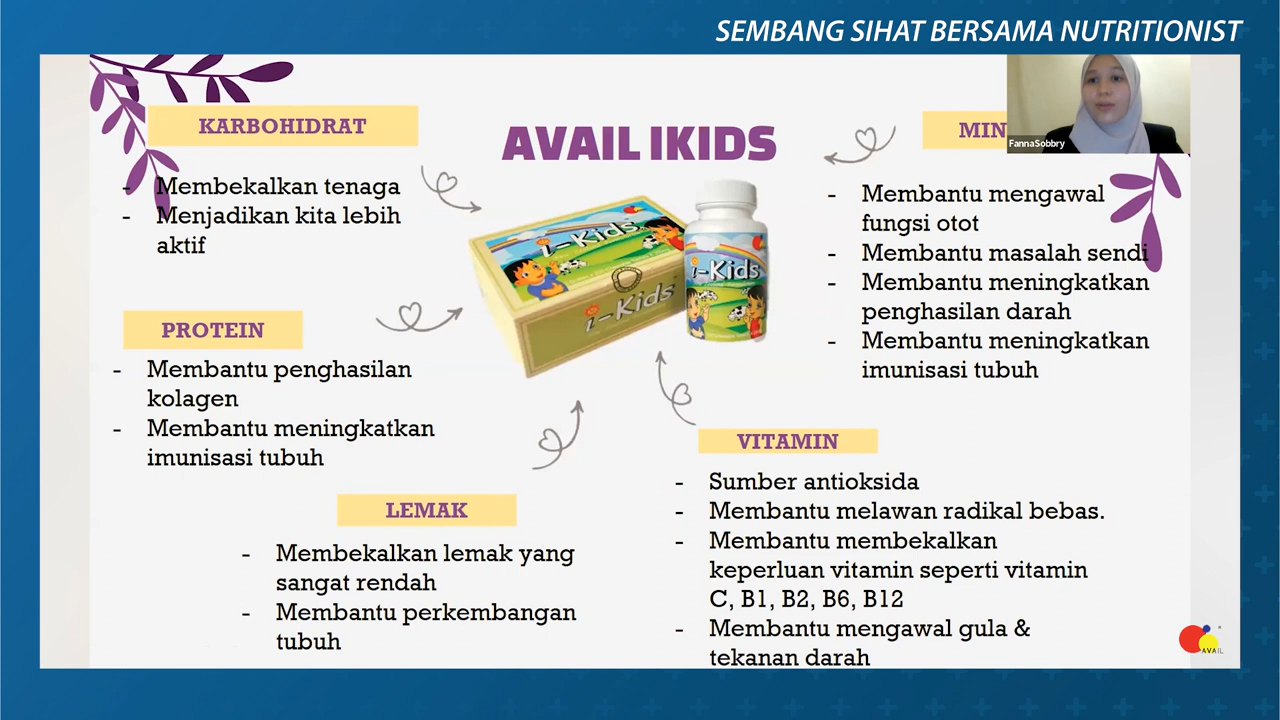 SEMBANG SIHAT BERSAMA NUTRITIONIST
FannaSobbry
AVAIL IKIDS
KARBOHIDRAT
- Membekalkan tenaga
- Menjadikan kita lebih
aktif
PROTEIN
- Membantu penghasilan
kolagen
- Membantu meningkatkan
imunisasi tubuh
LEMAK
- Membekalkan lemak yang
sangat rendah
- Membantu perkembangan
tubuh
MIN
- Membantu mengawal
fungsi otot
- Membantu masalah sendi
- Membantu meningkatkan
penghasilan darah
- Membantu meningkatkan
imunisasi tubuh
VITAMIN
- Sumber antioksida
- Membantu melawan radikal bebas.
- Membantu membekalkan
keperluan vitamin seperti vitamin
C, B1, B2, B6, B12
- Membantu mengawal gula &
tekanan darah
i-Kids
i-Kids
i-Kids
AVAIL